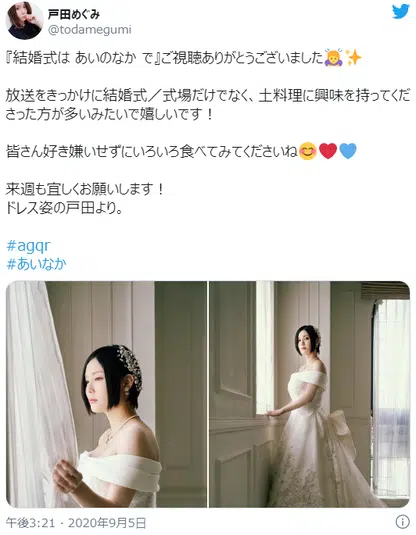 戸田めぐみ
@todamegumi
『結婚式は あいのなか で』ご視聴ありがとうございました🙇‍♀️✨
放送をきっかけに結婚式／式場だけでなく、土料理に興味を持ってくだ
さった方が多いみたいで嬉しいです！
皆さん好き嫌いせずにいろいろ食べてみてくださいね😊❤️💙
来週も宜しくお願いします！
ドレス姿の戸田より。
#agqr
#あいなか
午後3:21 · 2020年9月5日